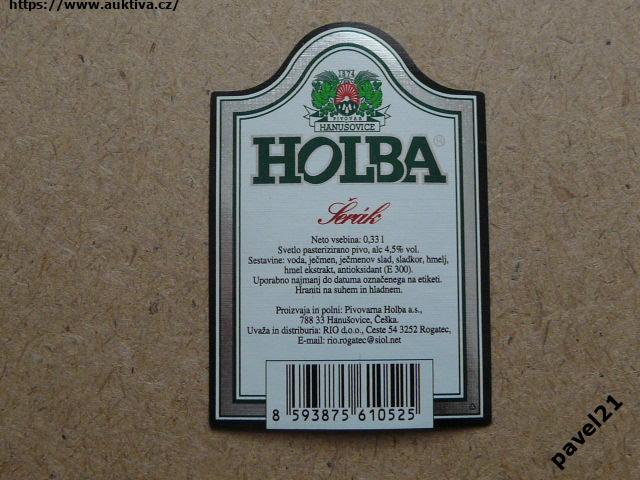 https://www.auktiva.cz/
1874
PIVOVAR
HANUŠOVICE
HOLBA®
Šerák
Neto vsebina: 0,33 l
Svetlo pasterizirano pivo, alc 4,5% vol.
Sestavine: voda, ječmen, ječmenov slad, sladkor, hmelj,
hmel ekstrakt, antioksidant (E 300).
Uporabno najmanj do datuma označenega na etiketi.
Hraniti na suhem in hladnem.
Proizvaja in polni: Pivovarna Holba a.s.,
788 33 Hanušovice, Češka.
Uvaža in distriburia: RIO d.o.o., Ceste 54 3252 Rogatec,
E-mail: rio.rogatec@siol.net
8 593875 610525
pavel21